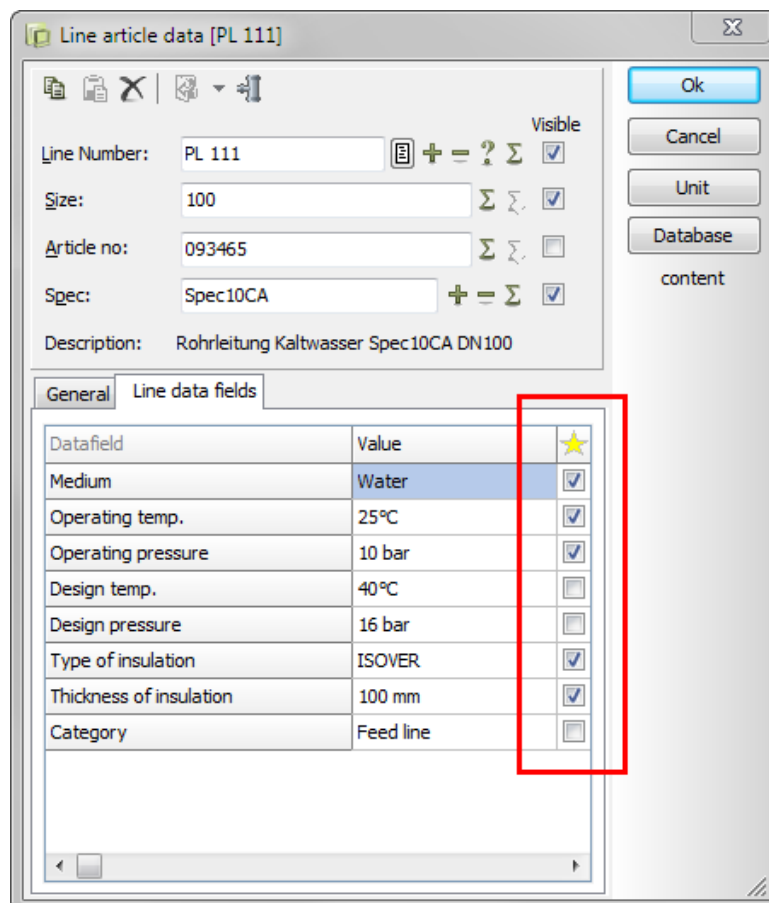 Line article data [PL 111]
Ok
Visible
Line Number: PL 111
Cancel
Size: 100
Unit
Article no: 093465
Database
Spec: Spec10CA
content
Description: Rohrleitung Kaltwasser Spec10CA DN100
General Line data fields
Datafield Value
Medium Water
Operating temp. 25°C
Operating pressure 10 bar
Design temp. 40°C
Design pressure 16 bar
Type of insulation ISOVER
Thickness of insulation 100 mm
Category Feed line